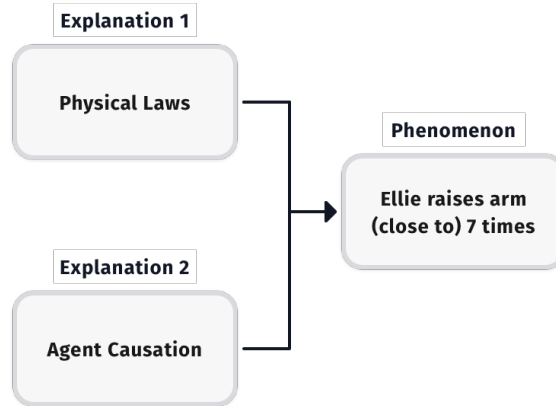 Explanation 1
Physical Laws
Phenomenon
Ellie raises arm
(close to) 7 times
Explanation 2
Agent Causation